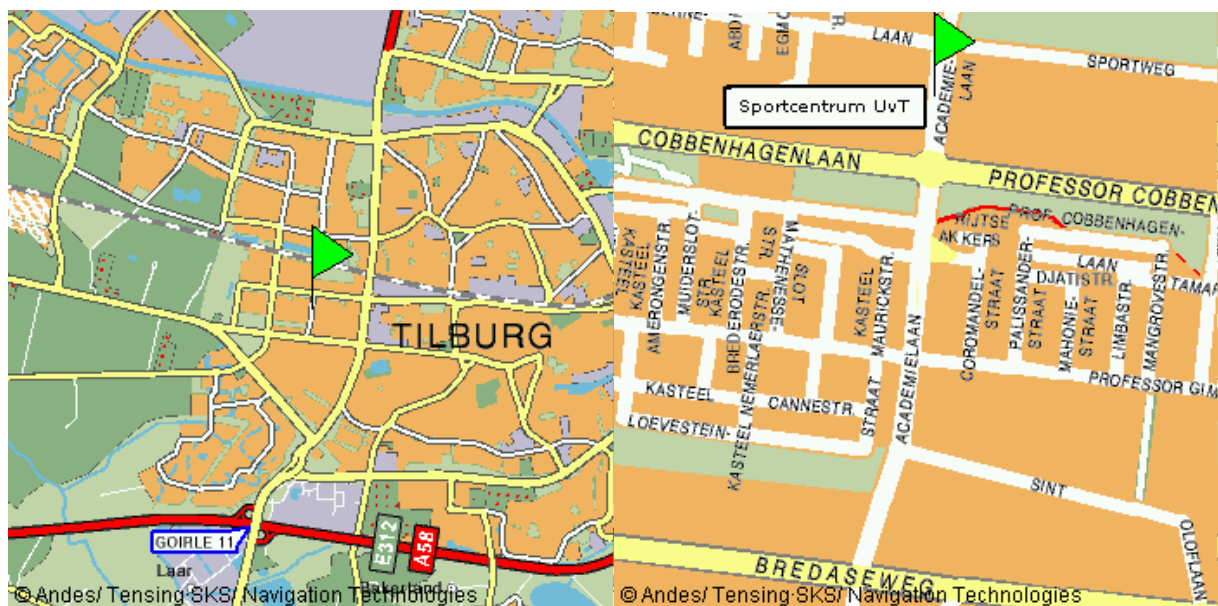 TILBURG
GOIRLE 11
E312
A58
Laar
© Andes/ Tensing-SKS/ Navigation Technologies
LAAN
ACADEMIE-
LAAN
SPORTWEG
Sportcentrum UvT
COBBENHAGENLAAN
PROFESSOR COBBEN
RIJTSE
AKKERS
PROF. COBBENHAGEN-
LAAN
KASTEEL
KASTEEL
AMERONGENSTR.
MUIDERSLOT-
STR.
KASTEEL
BREDERODESTR.
STR.
MATHENESSE-
SLOT
KASTEEL
MAURICKSTR.
COROMANDEL-
STRAAT
PALISSANDER-
STRAAT
DJATISTR.
MAHONIE-
STRAAT
LIMBASTR.
MANGROVESTR.
TAMAR
PROFESSOR GIM
KASTEEL
CANNESTR.
KASTEEL NEMERLAERSTR.
LOEVESTEIN-
STRAAT
ACADEMIELAAN
SINT
OLOFLAAN
BREDASEWEG
© Andes/ Tensing-SKS/ Navigation Technologies